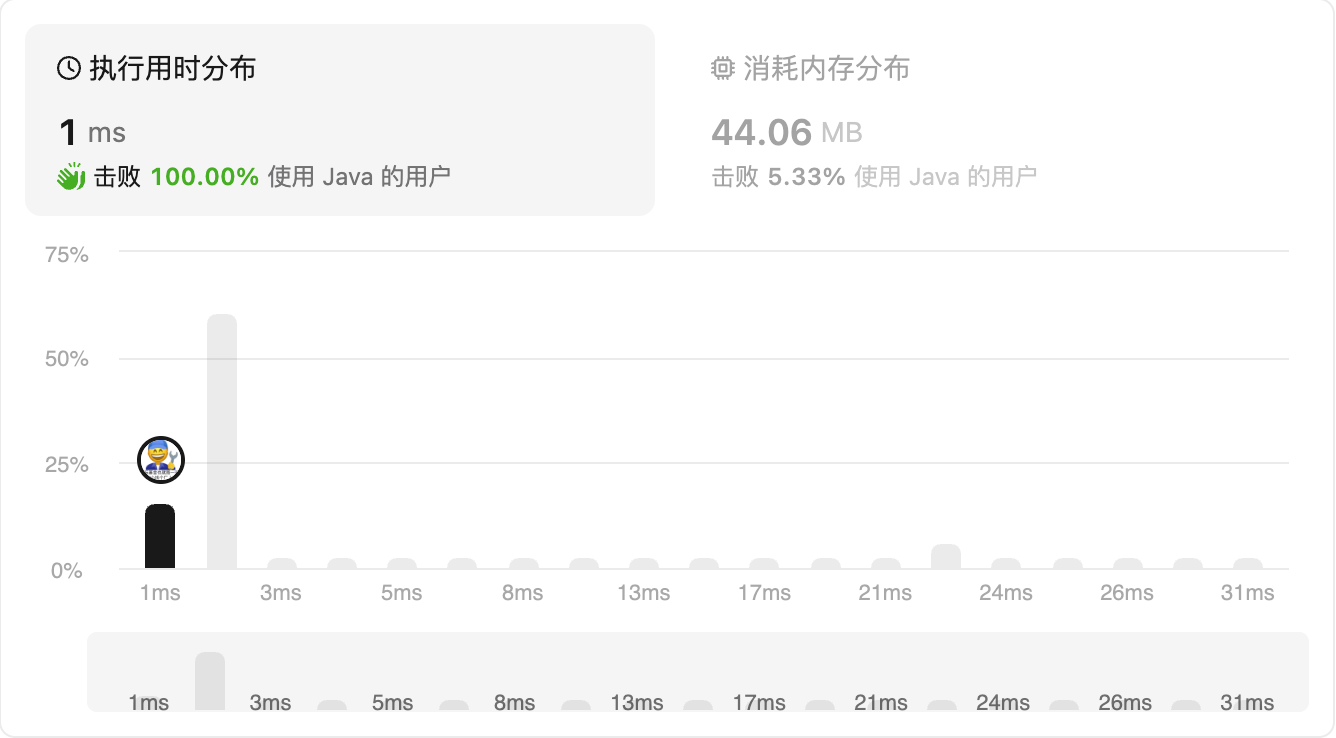 执行用时分布
1 ms
击败 100.00% 使用 Java 的用户
消耗内存分布
44.06 MB
击败 5.33% 使用 Java 的用户
75%
50%
25%
0%
1ms 3ms 5ms 8ms 13ms 17ms 21ms 24ms 26ms 31ms
1ms 3ms 5ms 8ms 13ms 17ms 21ms 24ms 26ms 31ms